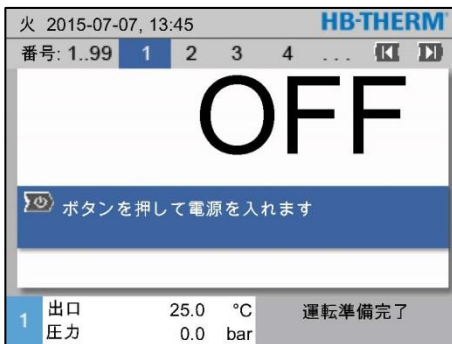 火 2015-07-07, 13:45 HB-THERM
番号: 1..99 1 2 3 4 ...
OFF
ボタンを押して電源を入れます
1 出口 25.0 °C 運転準備完了
圧力 0.0 bar